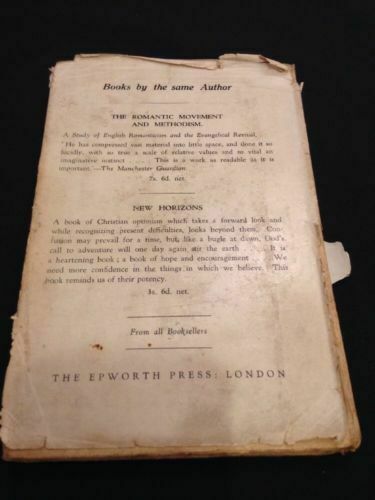 Books by the same Author
THE ROMANTIC MOVEMENT
AND METHODISM.
A Study of English Romanticism and the Evangelical Revival.
"He has compressed vast material into little space, and done it so
lucidly, with so true a scale of relative values and so vital an
imaginative instinct . . . . This is a work as readable as it is
important.—The Manchester Guardian.
7s. 6d. net.
NEW HORIZONS
A book of Christian optimism which takes a forward look and
while recognizing present difficulties, looks beyond them. Con-
fusion may prevail for a time, but, like a bugle at dawn, God's
call to adventure will one day again stir the earth . . . It is
a heartening book; a book of hope and encouragement . . . We
need more confidence in the things in which we believe. This
book reminds us of their potency.
3s. 6d. net.
From all Booksellers
THE EPWORTH PRESS: LONDON